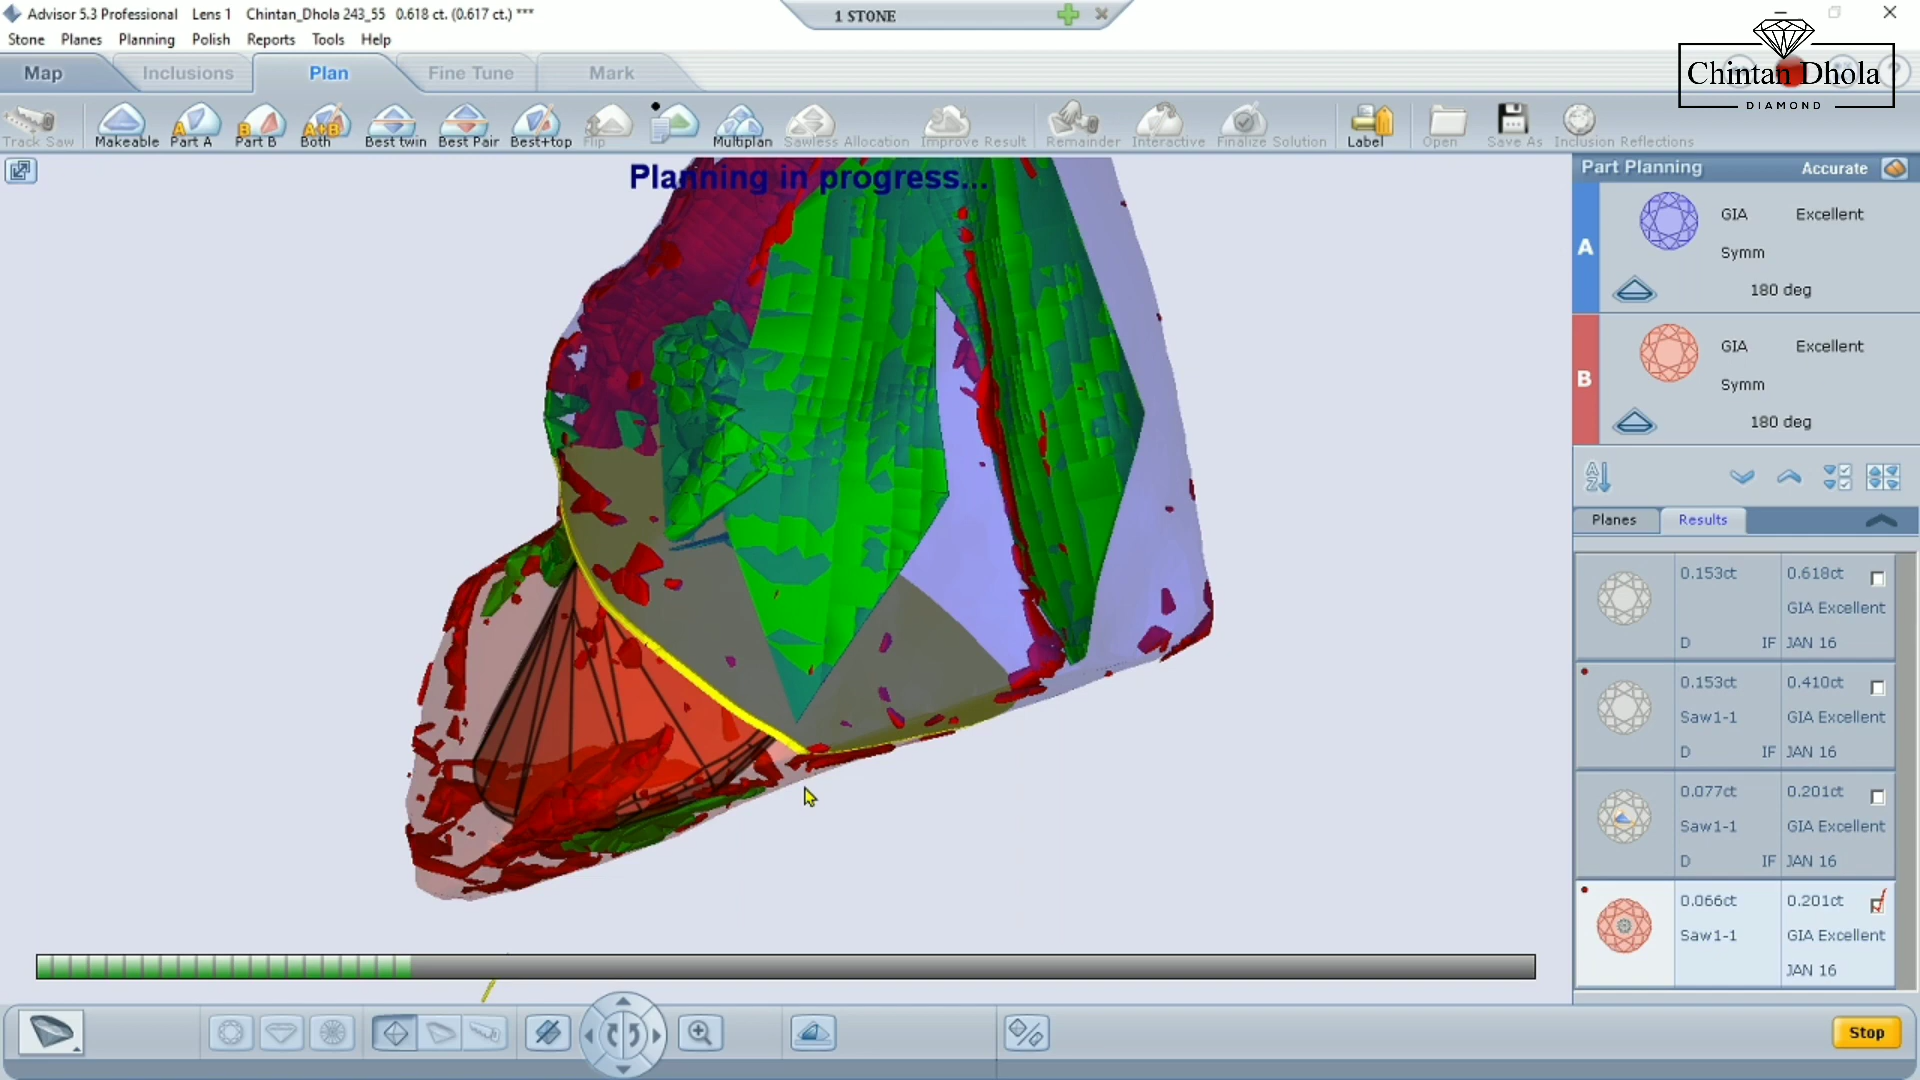 Advisor 5.3 Professional Lens 1 Chintan_Dhola 243_55 0.618 ct. (0.617 ct.) ***
1 STONE
Stone Planes Planning Polish Reports Tools Help
Map Inclusions Plan Fine Tune Mark
Chintan Dhola
DIAMOND
Track Saw Makeable Part A Part B Both Best twin Best Pair Best+top Flip Multiplan Sawless Allocation Improve Result Remainder Interactive Finalize Solution Label Open Save As Inclusion Reflections
Planning in progress...
Part Planning Accurate
A
GIA Excellent
Symm
180 deg
B
GIA Excellent
Symm
180 deg
Planes Results
0.153ct 0.618ct
GIA Excellent
D IF JAN 16
0.153ct 0.410ct
Saw1-1 GIA Excellent
D IF JAN 16
0.077ct 0.201ct
Saw1-1 GIA Excellent
D IF JAN 16
0.066ct 0.201ct
Saw1-1 GIA Excellent
JAN 16
Stop